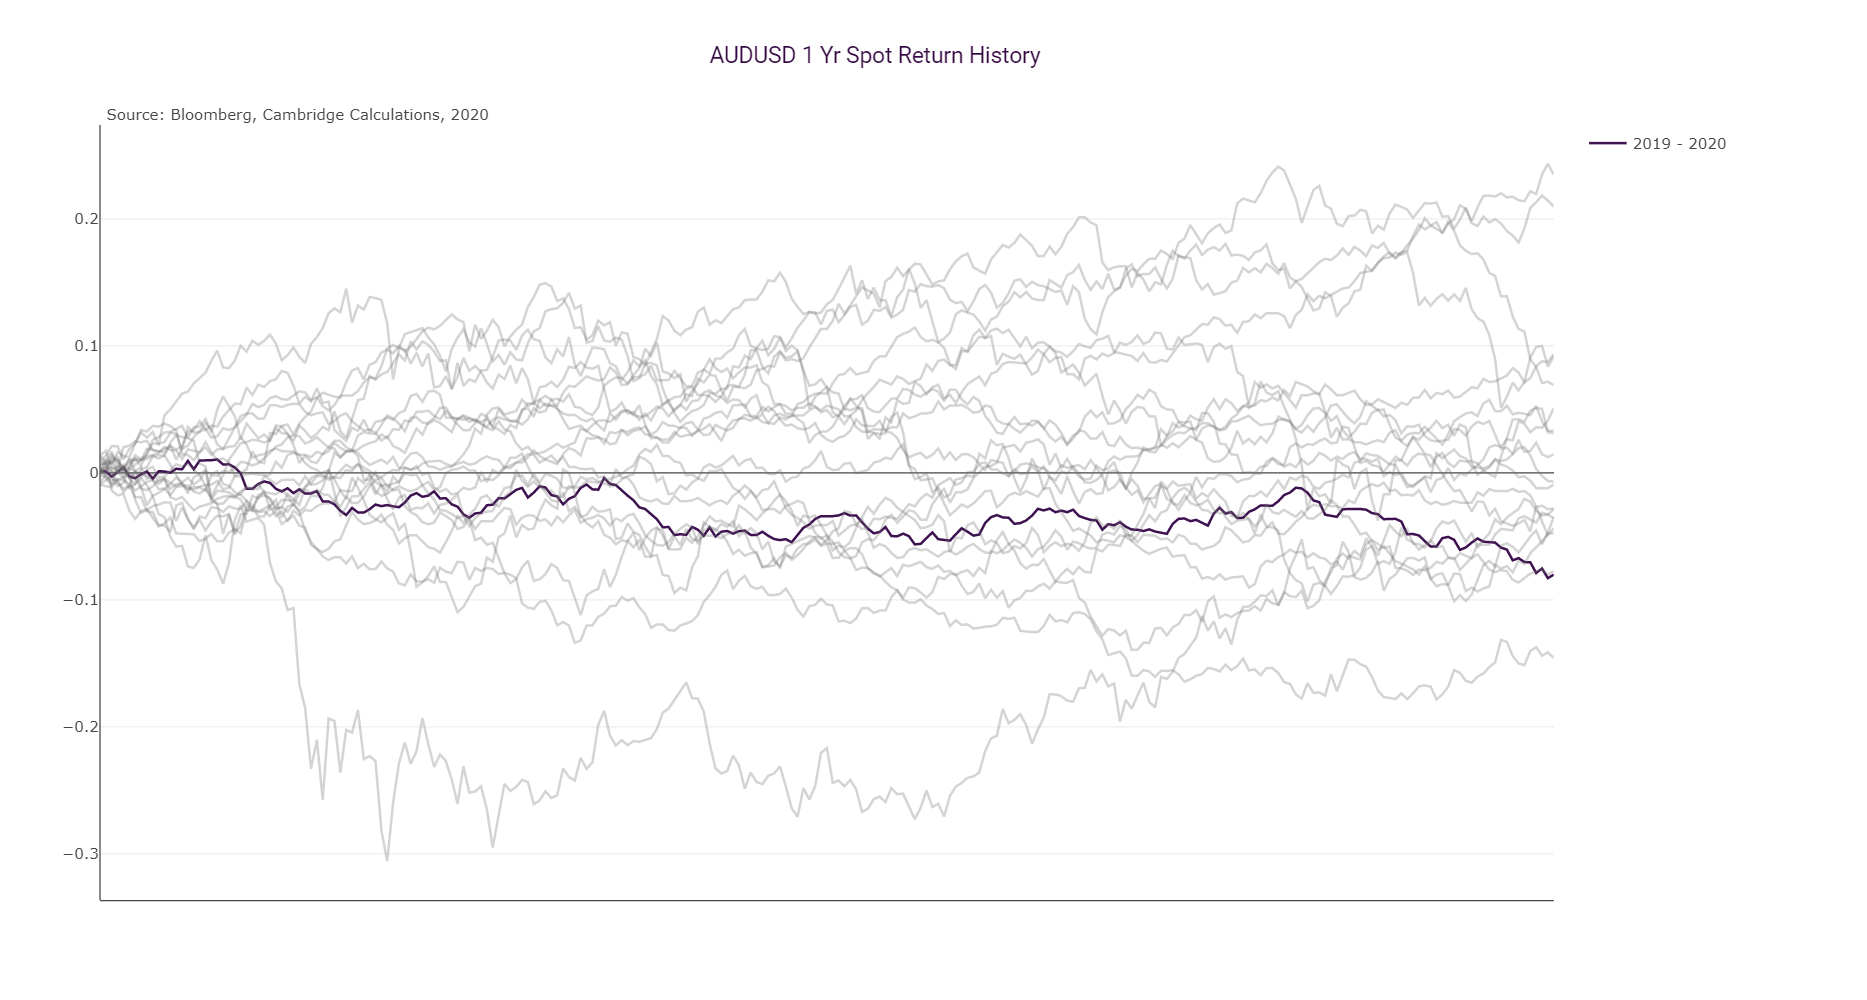 AUDUSD 1 Yr Spot Return History
Source: Bloomberg, Cambridge Calculations, 2020
2019 - 2020
0.2
0.1
0
−0.1
−0.2
−0.3